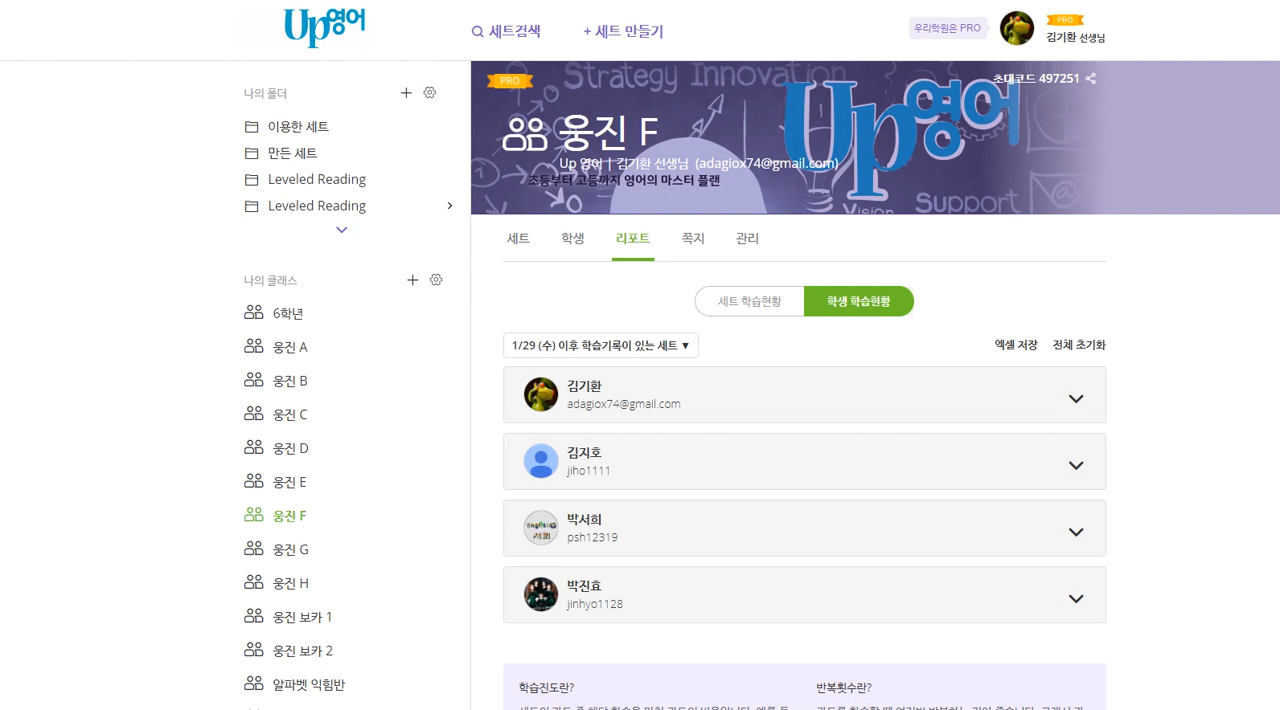 Up영어
세트검색
+ 세트 만들기
우리학원은 PRO
PRO
김기환 선생님
나의 폴더
이용한 세트
만든 세트
Leveled Reading
Leveled Reading
나의 클래스
6학년
웅진 A
웅진 B
웅진 C
웅진 D
웅진 E
웅진 F
웅진 G
웅진 H
웅진 보카 1
웅진 보카 2
알파벳 익힘반
PRO
Strategy Innovation
초대코드 497251
웅진 F
Up영어
Up 영어 | 김기환 선생님 (adagiox74@gmail.com)
초등부터 고등까지 영어의 마스터 플랜
Vision
Support
세트
학생
리포트
쪽지
관리
세트 학습현황
학생 학습현황
1/29 (수) 이후 학습기록이 있는 세트 ▼
엑셀 저장
전체 초기화
김기환
adagiox74@gmail.com
김지호
jiho1111
박서희
psh12319
박진효
jinhyo1128
학습진도란?
반복횟수란?